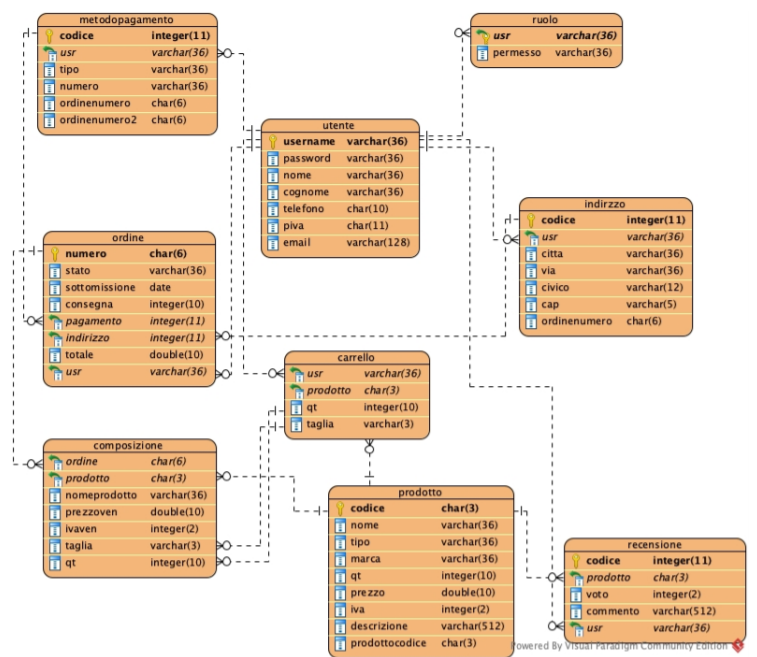 metodopagamento
codice integer(11)
usr varchar(36)
tipo varchar(36)
numero varchar(36)
ordinenumero char(6)
ordinenumero2 char(6)
ruolo
usr varchar(36)
permesso varchar(36)
utente
username varchar(36)
password varchar(36)
nome varchar(36)
cognome varchar(36)
telefono char(10)
piva char(11)
email varchar(128)
indirzzo
codice integer(11)
usr varchar(36)
citta varchar(36)
via varchar(36)
civico varchar(12)
cap varchar(5)
ordinenumero char(6)
ordine
numero char(6)
stato varchar(36)
sottomissione date
consegna integer(10)
pagamento integer(11)
indirizzo integer(11)
totale double(10)
usr varchar(36)
carrello
usr varchar(36)
prodotto char(3)
qt integer(10)
taglia varchar(3)
composizione
ordine char(6)
prodotto char(3)
nomeprodotto varchar(36)
prezzoven double(10)
ivaven integer(2)
taglia varchar(3)
qt integer(10)
prodotto
codice char(3)
nome varchar(36)
tipo varchar(36)
marca varchar(36)
qt integer(10)
prezzo double(10)
iva integer(2)
descrizione varchar(512)
prodottocodice char(3)
recensione
codice integer(11)
prodotto char(3)
voto integer(2)
commento varchar(512)
usr varchar(36)
Powered By Visual Paradigm Community Edition